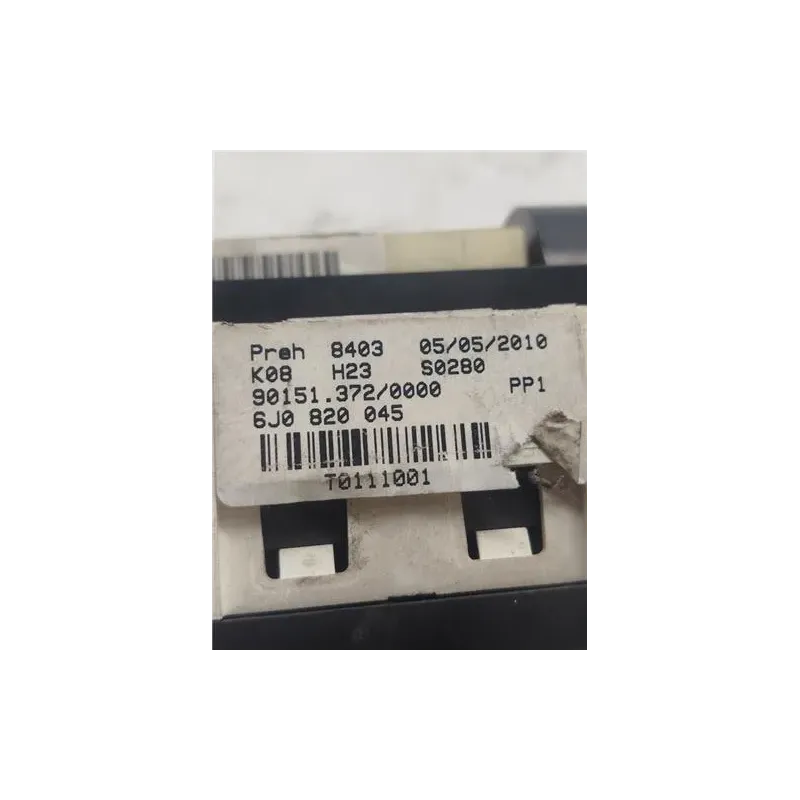 Preh 8403 05/05/2010
K08 H23 S0280
90151.372/0000 PP1
6J0 820 045
T0111001